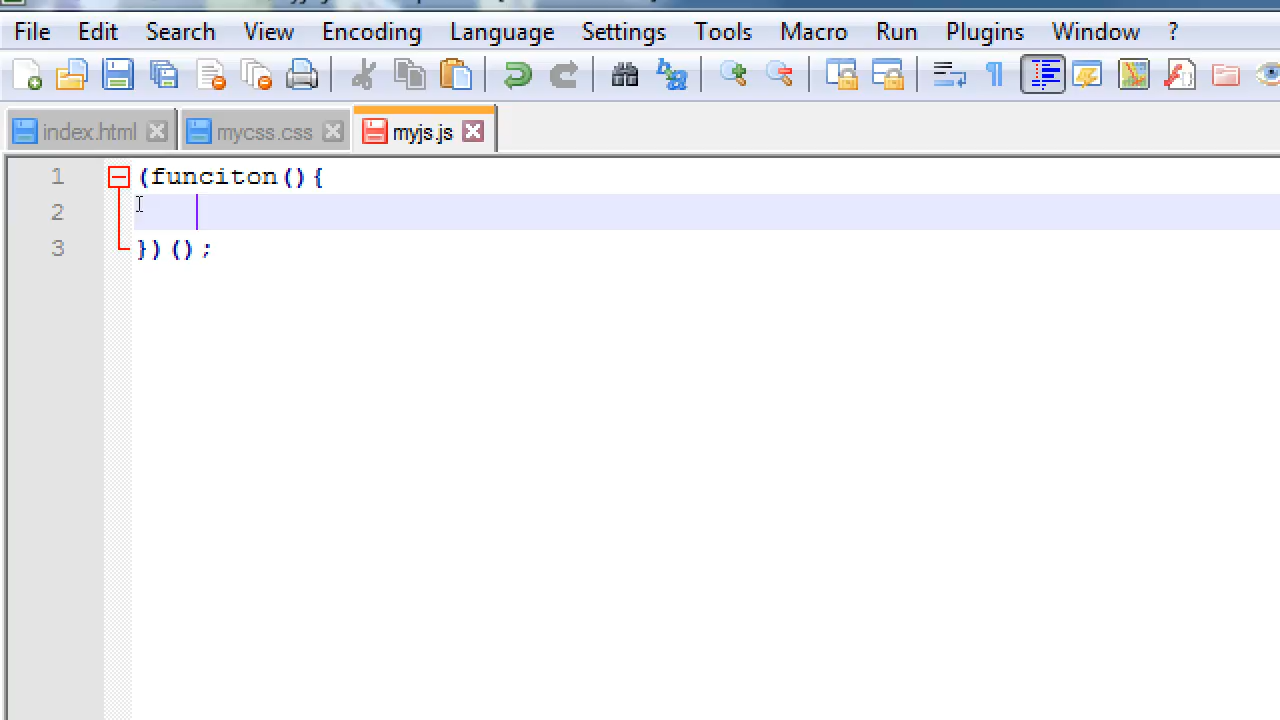 File Edit Search View Encoding Language Settings Tools Macro Run Plugins Window ?
index.html mycss.css myjs.js
1 (funciton(){
2
3 })();